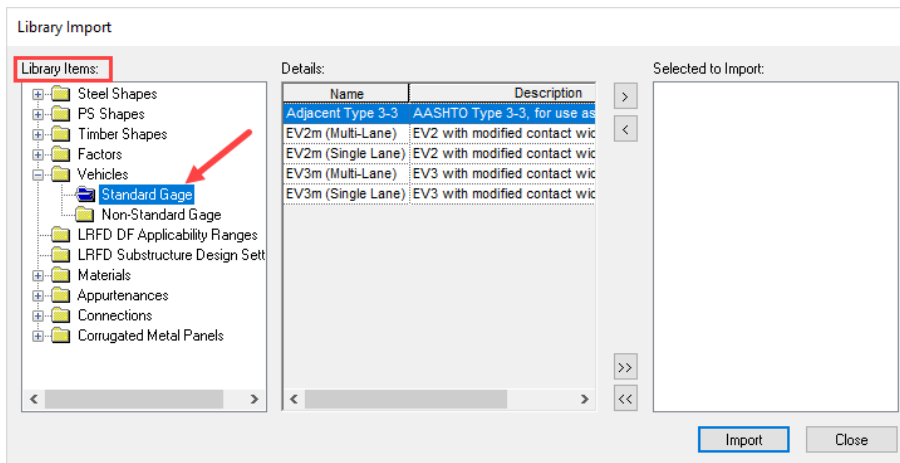 Library Import
Library Items:
Steel Shapes
PS Shapes
Timber Shapes
Factors
Vehicles
Standard Gage
Non-Standard Gage
LRFD DF Applicability Ranges
LRFD Substructure Design Sett
Materials
Appurtenances
Connections
Corrugated Metal Panels
< >
Details:
Name Description
Adjacent Type 3-3 AASHTO Type 3-3, for use as
EV2m (Multi-Lane) EV2 with modified contact wic
EV2m (Single Lane) EV2 with modified contact wic
EV3m (Multi-Lane) EV3 with modified contact wic
EV3m (Single Lane) EV3 with modified contact wic
< >
>
<
>>
<<
Selected to Import:
Import Close